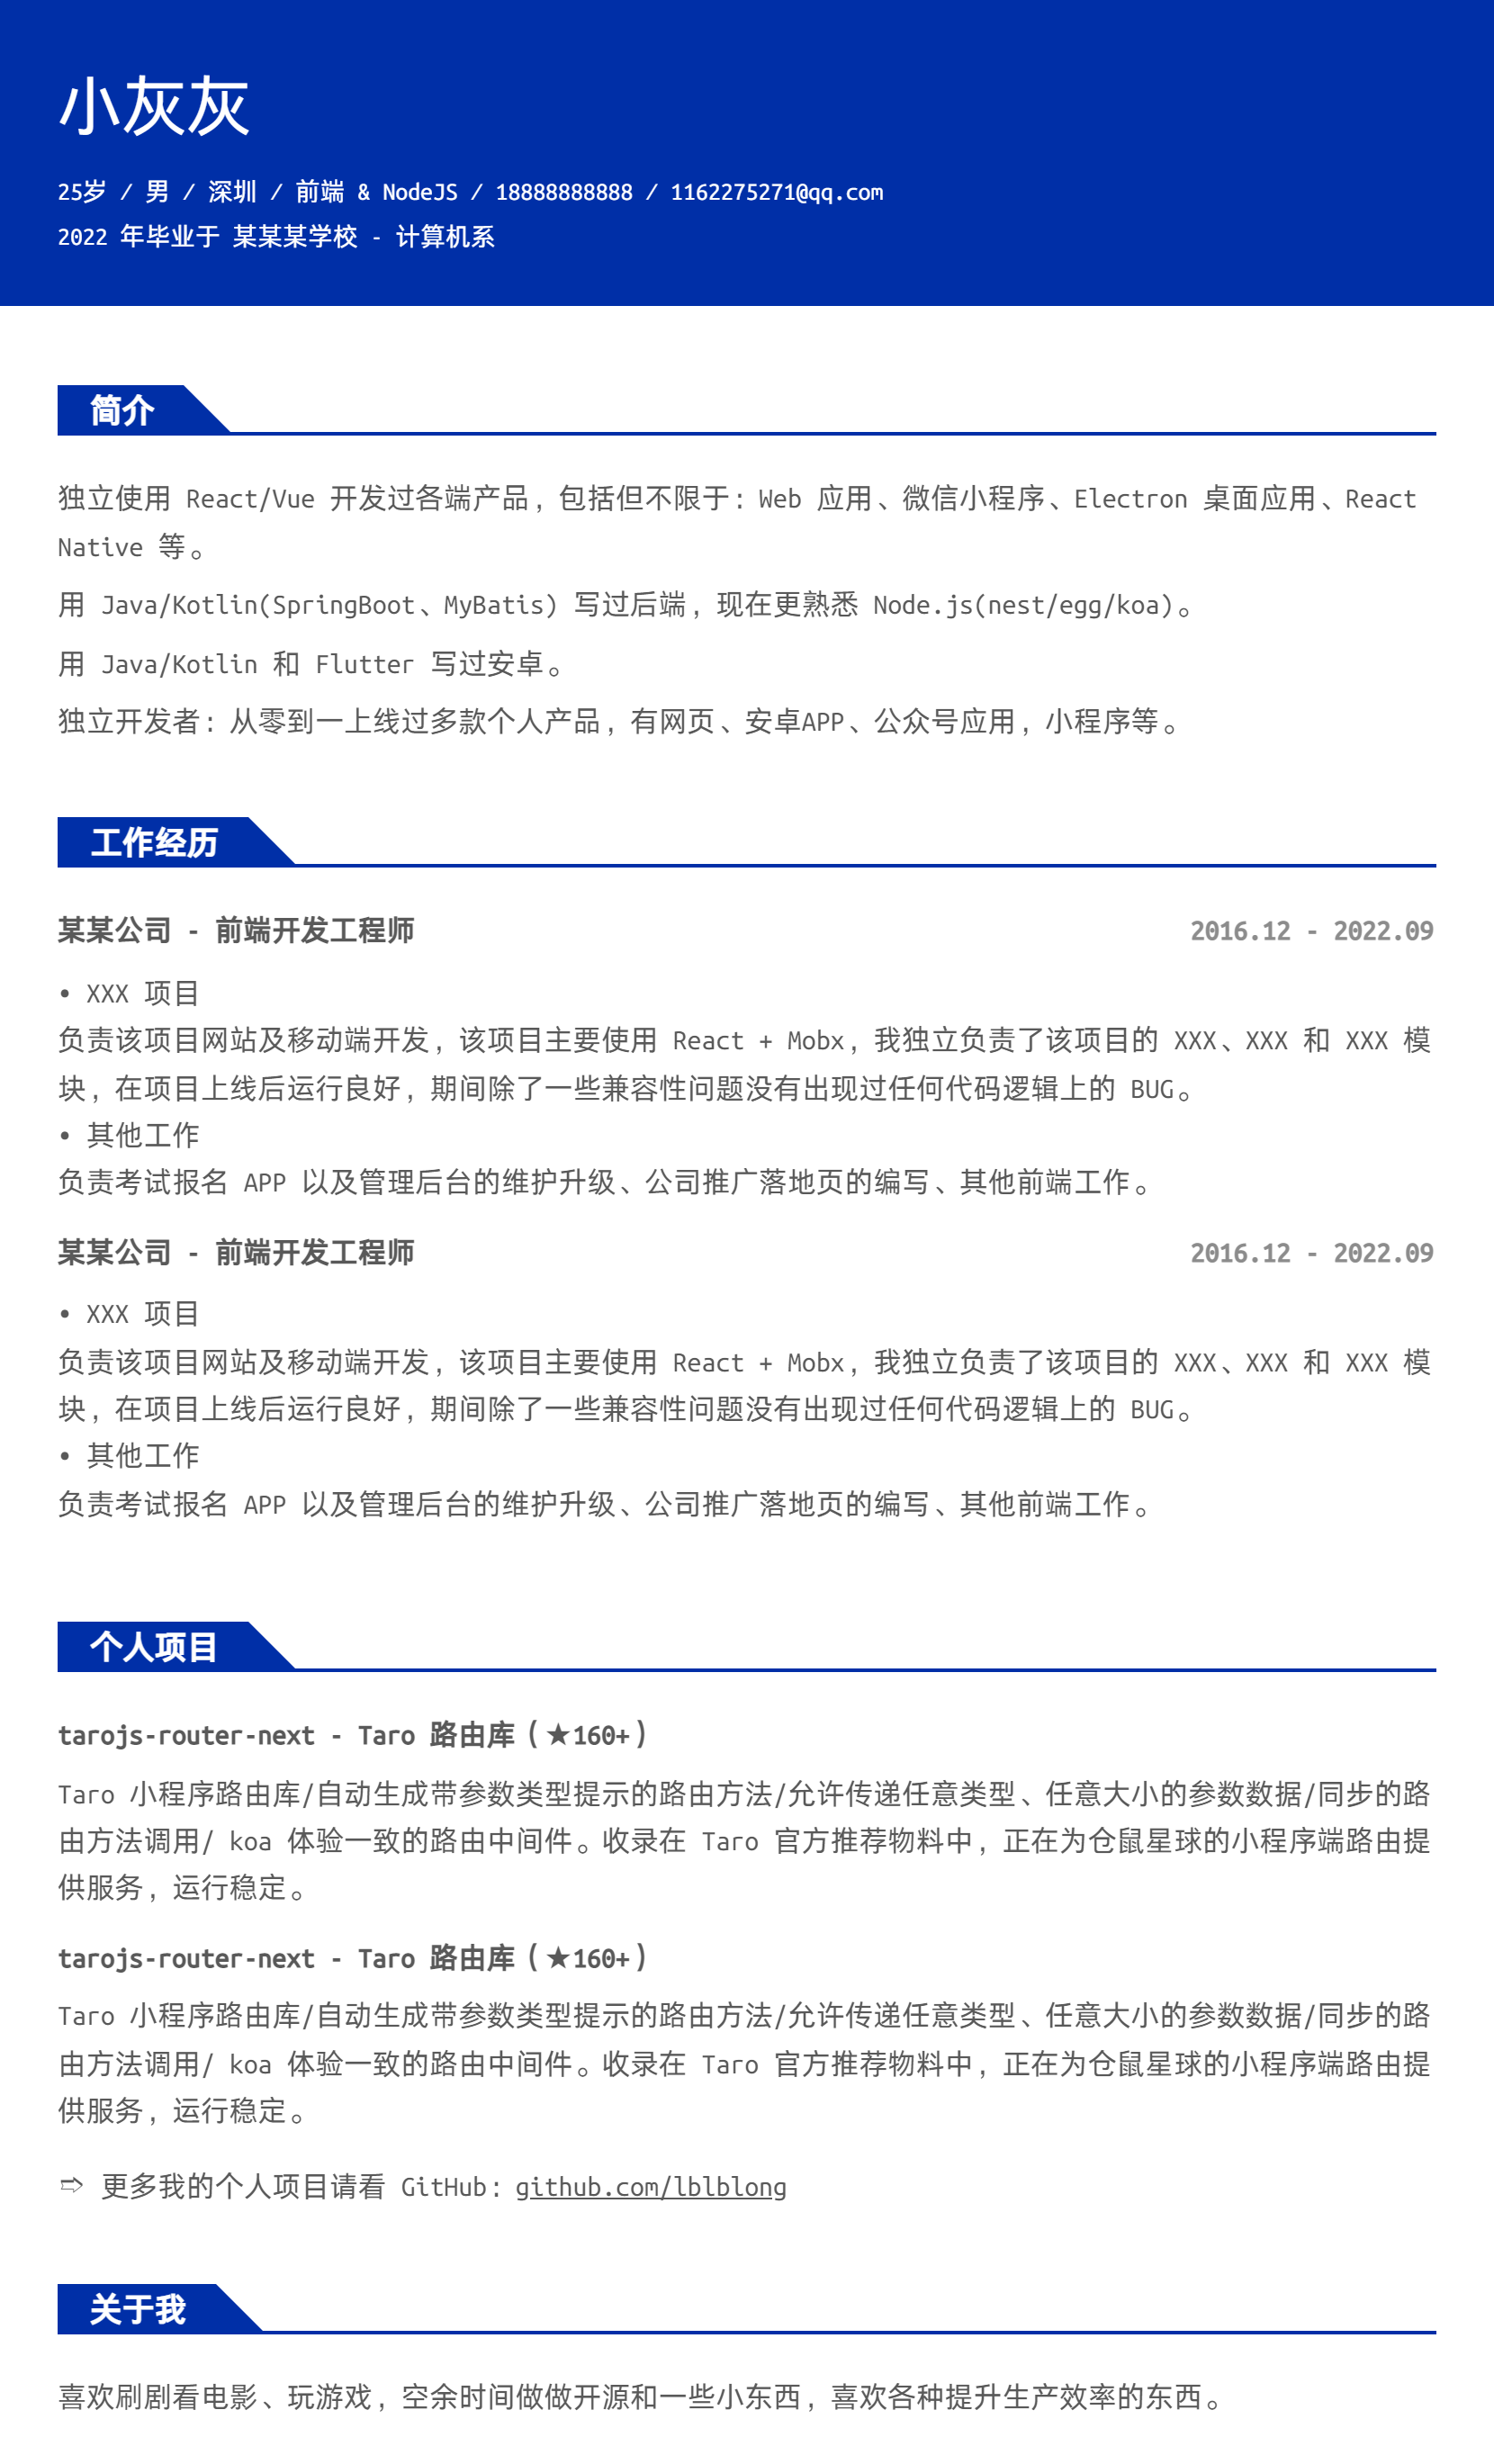 小灰灰
25岁 / 男 / 深圳 / 前端 & NodeJS / 18888888888 / 1162275271@qq.com
2022 年毕业于 某某某学校 - 计算机系
简介
独立使用 React/Vue 开发过各端产品，包括但不限于：Web 应用、微信小程序、Electron 桌面应用、React
Native 等。
用 Java/Kotlin(SpringBoot、MyBatis) 写过后端，现在更熟悉 Node.js(nest/egg/koa)。
用 Java/Kotlin 和 Flutter 写过安卓。
独立开发者：从零到一上线过多款个人产品，有网页、安卓APP、公众号应用，小程序等。
工作经历
某某公司 - 前端开发工程师 2016.12 - 2022.09
• XXX 项目
负责该项目网站及移动端开发，该项目主要使用 React + Mobx，我独立负责了该项目的 XXX、XXX 和 XXX 模
块，在项目上线后运行良好，期间除了一些兼容性问题没有出现过任何代码逻辑上的 BUG。
• 其他工作
负责考试报名 APP 以及管理后台的维护升级、公司推广落地页的编写、其他前端工作。
某某公司 - 前端开发工程师 2016.12 - 2022.09
• XXX 项目
负责该项目网站及移动端开发，该项目主要使用 React + Mobx，我独立负责了该项目的 XXX、XXX 和 XXX 模
块，在项目上线后运行良好，期间除了一些兼容性问题没有出现过任何代码逻辑上的 BUG。
• 其他工作
负责考试报名 APP 以及管理后台的维护升级、公司推广落地页的编写、其他前端工作。
个人项目
tarojs-router-next - Taro 路由库（★160+）
Taro 小程序路由库/自动生成带参数类型提示的路由方法/允许传递任意类型、任意大小的参数数据/同步的路
由方法调用/ koa 体验一致的路由中间件。收录在 Taro 官方推荐物料中，正在为仓鼠星球的小程序端路由提
供服务，运行稳定。
tarojs-router-next - Taro 路由库（★160+）
Taro 小程序路由库/自动生成带参数类型提示的路由方法/允许传递任意类型、任意大小的参数数据/同步的路
由方法调用/ koa 体验一致的路由中间件。收录在 Taro 官方推荐物料中，正在为仓鼠星球的小程序端路由提
供服务，运行稳定。
➯ 更多我的个人项目请看 GitHub：github.com/lblblong
关于我
喜欢刷剧看电影、玩游戏，空余时间做做开源和一些小东西，喜欢各种提升生产效率的东西。